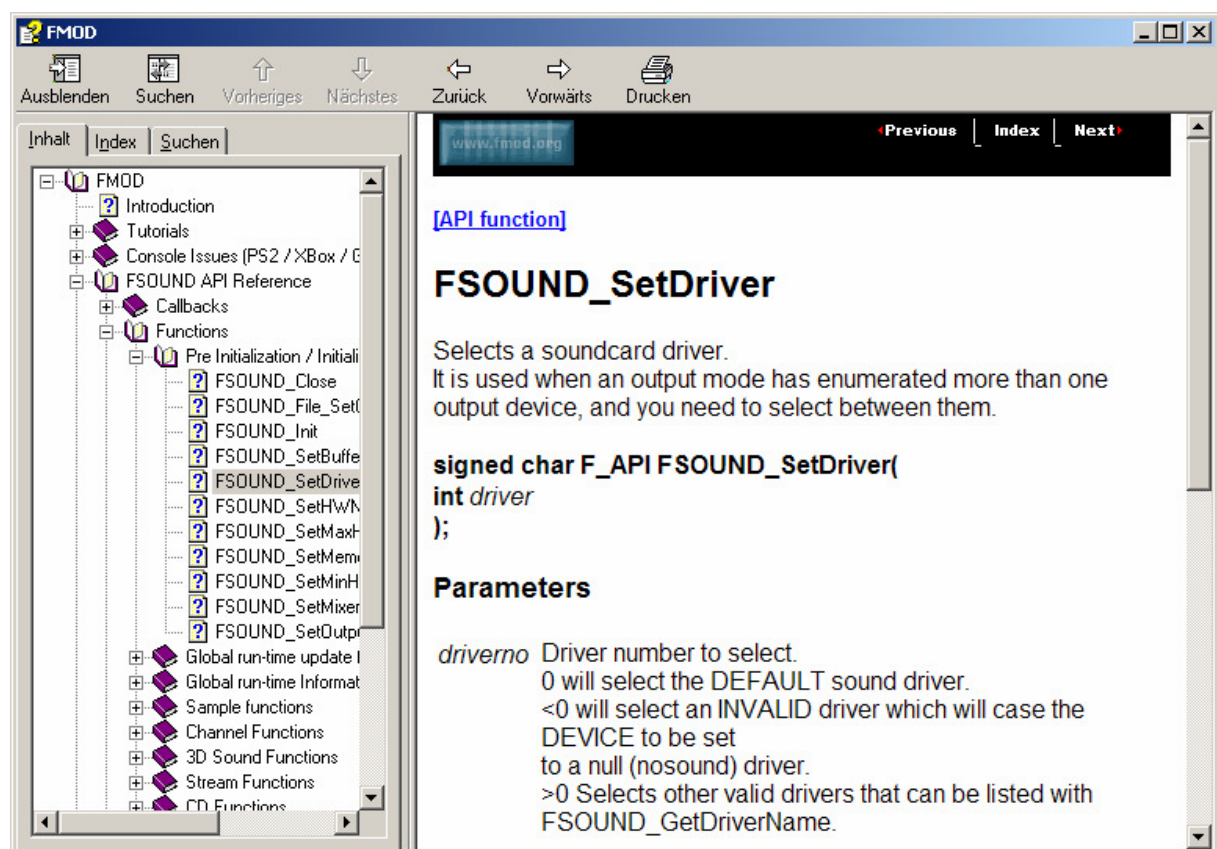 FMOD
Ausblenden Suchen Vorheriges Nächstes Zurück Vorwärts Drucken
Inhalt Index Suchen
FMOD
Introduction
Tutorials
Console Issues (PS2 / XBox / G
FSOUND API Reference
Callbacks
Functions
Pre Initialization / Initiali
FSOUND_Close
FSOUND_File_Set
FSOUND_Init
FSOUND_SetBuffe
FSOUND_SetDrive
FSOUND_SetHWN
FSOUND_SetMaxH
FSOUND_SetMem
FSOUND_SetMinH
FSOUND_SetMixer
FSOUND_SetOutp
Global run-time update
Global run-time Informat
Sample functions
Channel Functions
3D Sound Functions
Stream Functions
CD Functions
www.fmod.org
Previous Index Next
[API function]
FSOUND_SetDriver
Selects a soundcard driver.
It is used when an output mode has enumerated more than one
output device, and you need to select between them.
signed char F_API FSOUND_SetDriver(
int driver
);
Parameters
driverno Driver number to select.
0 will select the DEFAULT sound driver.
<0 will select an INVALID driver which will case the
DEVICE to be set
to a null (nosound) driver.
>0 Selects other valid drivers that can be listed with
FSOUND_GetDriverName.